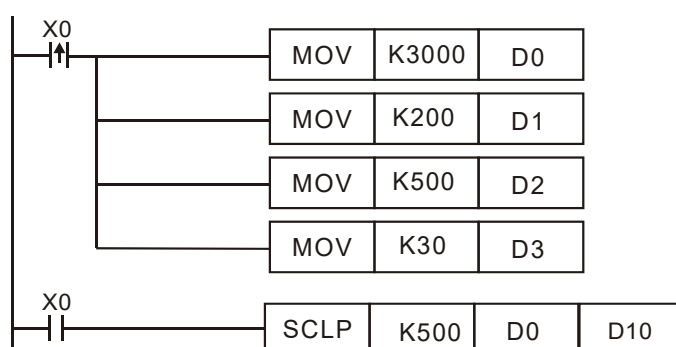 X0
MOV K3000 D0
MOV K200 D1
MOV K500 D2
MOV K30 D3
X0
SCLP K500 D0 D10